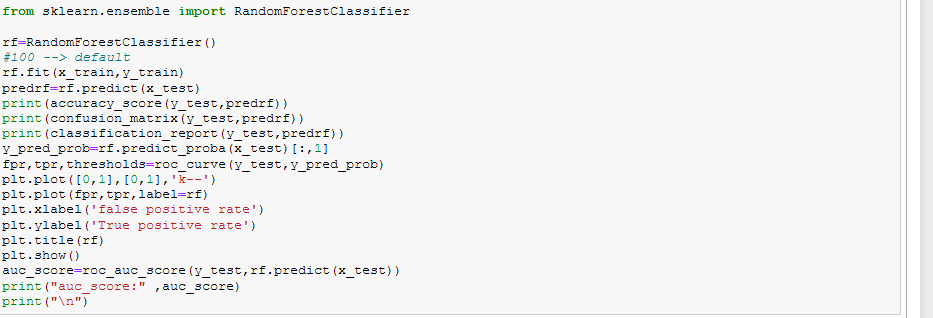 from sklearn.ensemble import RandomForestClassifier
rf=RandomForestClassifier()
#100 --> default
rf.fit(x_train,y_train)
predrf=rf.predict(x_test)
print(accuracy_score(y_test,predrf))
print(confusion_matrix(y_test,predrf))
print(classification_report(y_test,predrf))
y_pred_prob=rf.predict_proba(x_test)[:,1]
fpr,tpr,thresholds=roc_curve(y_test,y_pred_prob)
plt.plot([0,1],[0,1],'k--')
plt.plot(fpr,tpr,label=rf)
plt.xlabel('false positive rate')
plt.ylabel('True positive rate')
plt.title(rf)
plt.show()
auc_score=roc_auc_score(y_test,rf.predict(x_test))
print("auc_score:" ,auc_score)
print("\n")